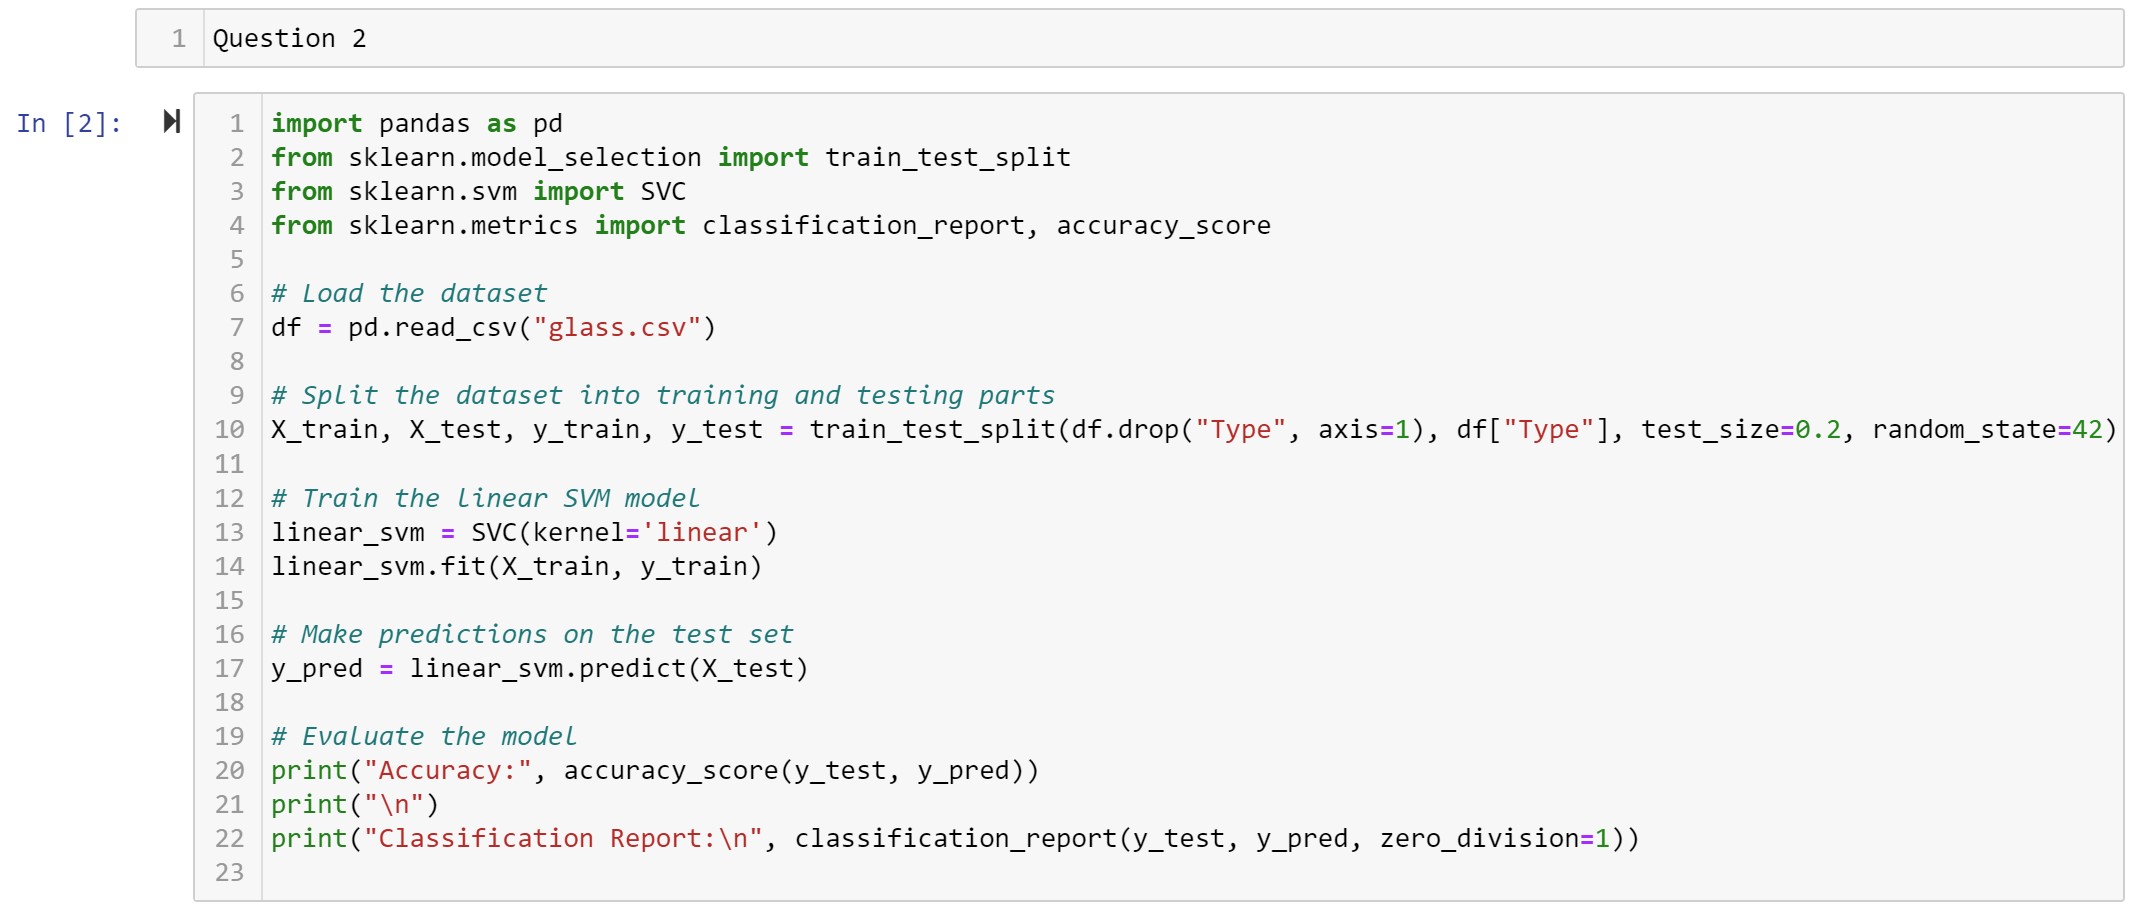 1 Question 2
In [2]:
1 import pandas as pd
2 from sklearn.model_selection import train_test_split
3 from sklearn.svm import SVC
4 from sklearn.metrics import classification_report, accuracy_score
5
6 # Load the dataset
7 df = pd.read_csv("glass.csv")
8
9 # Split the dataset into training and testing parts
10 X_train, X_test, y_train, y_test = train_test_split(df.drop("Type", axis=1), df["Type"], test_size=0.2, random_state=42)
11
12 # Train the linear SVM model
13 linear_svm = SVC(kernel='linear')
14 linear_svm.fit(X_train, y_train)
15
16 # Make predictions on the test set
17 y_pred = linear_svm.predict(X_test)
18
19 # Evaluate the model
20 print("Accuracy:", accuracy_score(y_test, y_pred))
21 print("\n")
22 print("Classification Report:\n", classification_report(y_test, y_pred, zero_division=1))
23